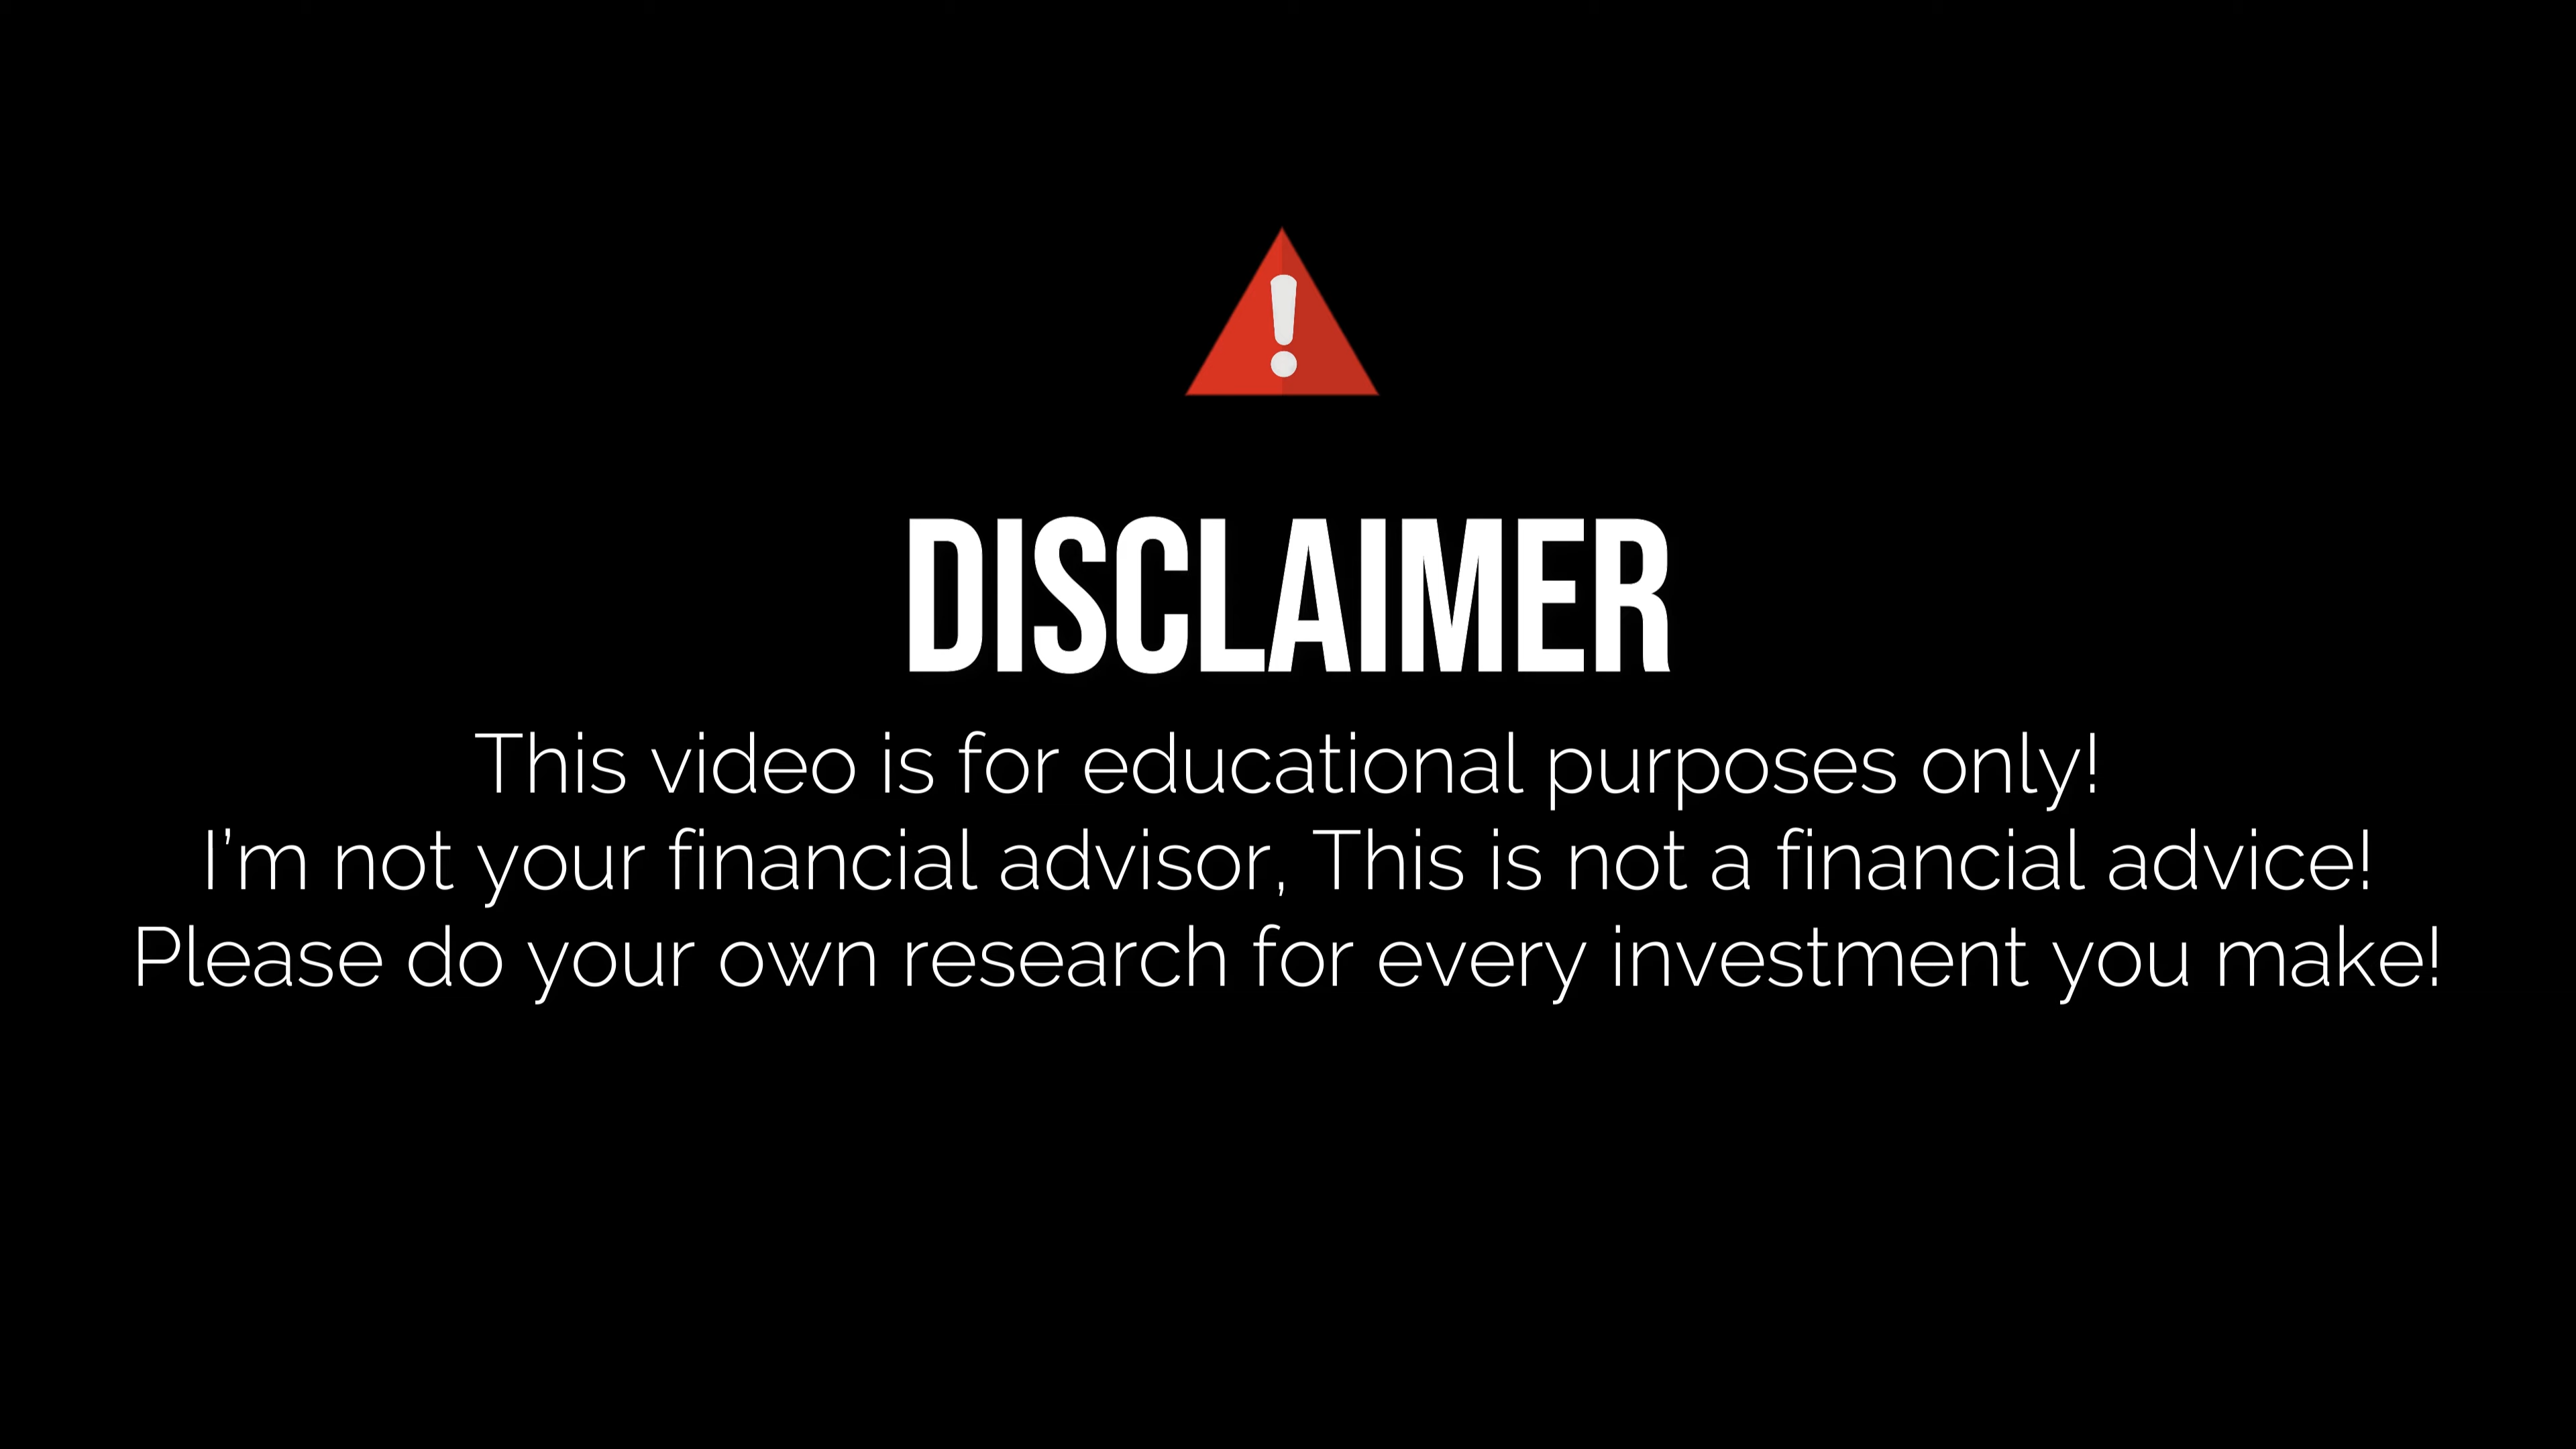 DISCLAIMER
This video is for educational purposes only!
I'm not your financial advisor, This is not a financial advice!
Please do your own research for every investment you make!